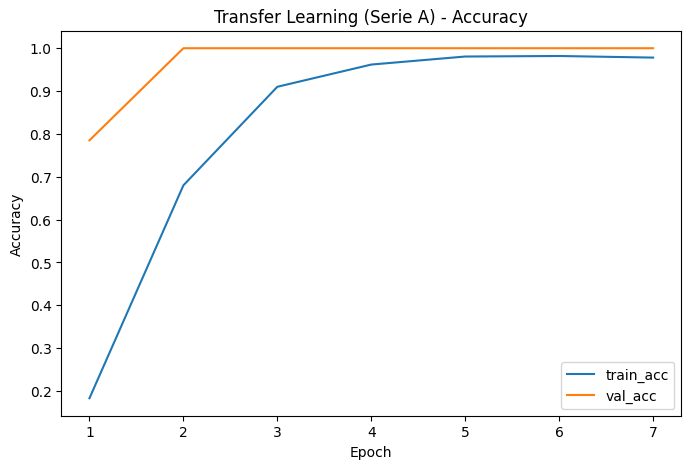 Transfer Learning (Serie A) - Accuracy
Accuracy
1.0
0.9
0.8
0.7
0.6
0.5
0.4
0.3
0.2
train_acc
val_acc
1 2 3 4 5 6 7
Epoch